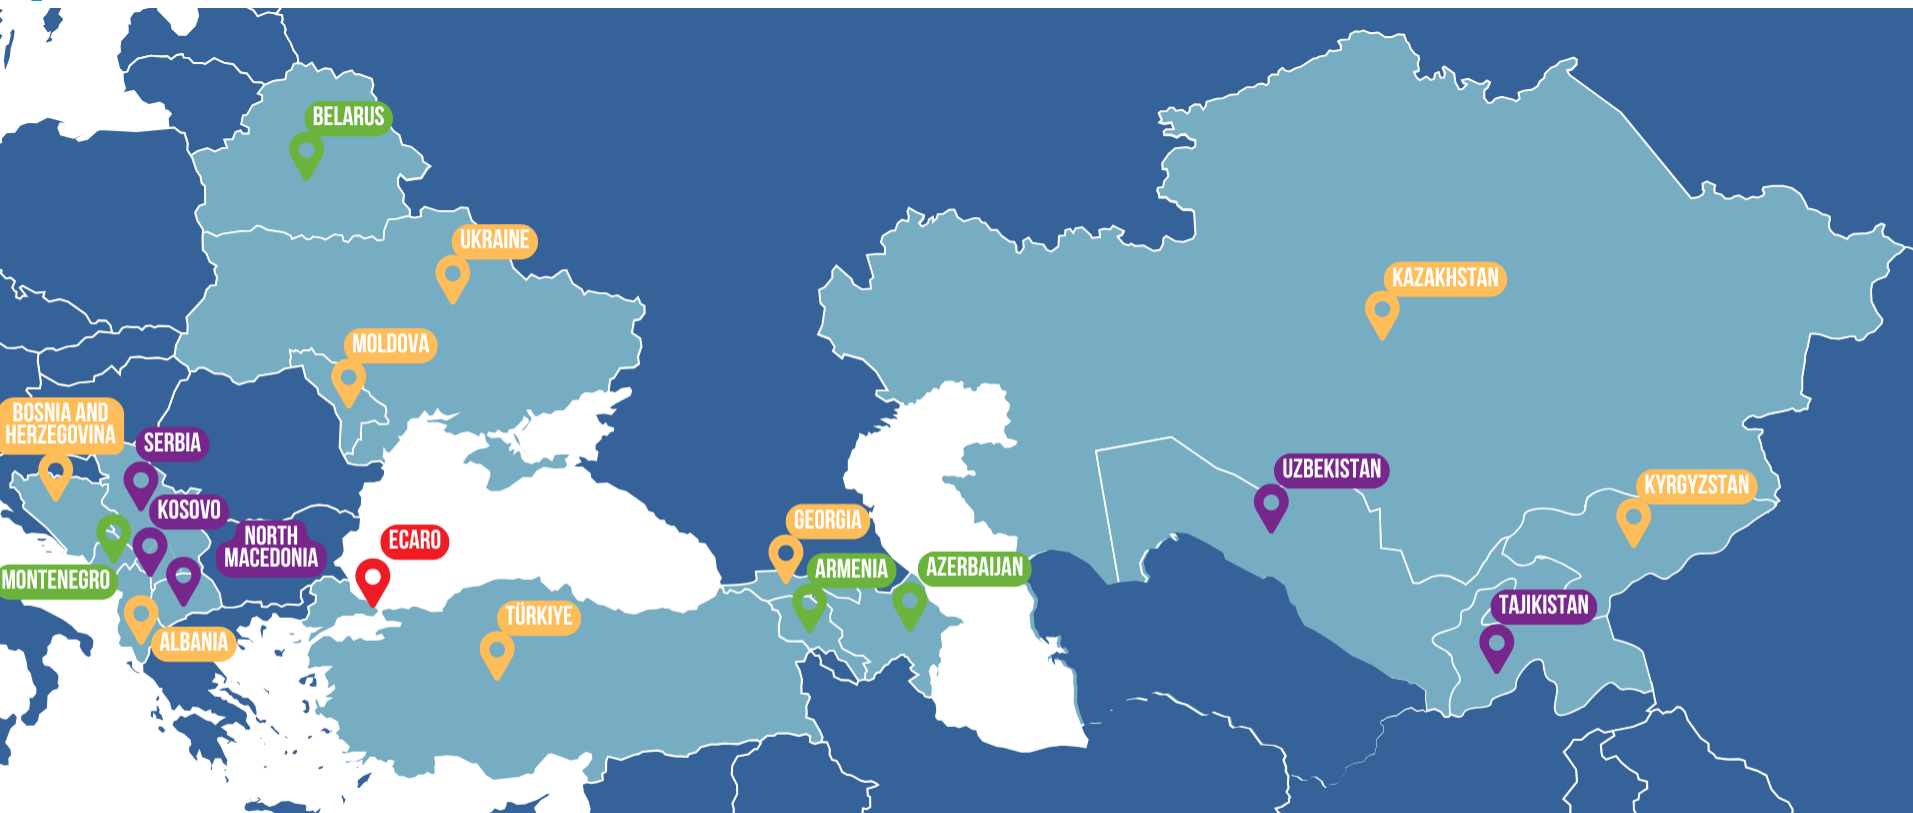 BELARUS
UKRAINE
KAZAKHSTAN
MOLDOVA
BOSNIA AND
HERZEGOVINA
SERBIA
UZBEKISTAN
KYRGYZSTAN
KOSOVO
GEORGIA
NORTH
MACEDONIA
ECARO
ARMENIA
AZERBAIJAN
MONTENEGRO
TAJIKISTAN
TÜRKIYE
ALBANIA